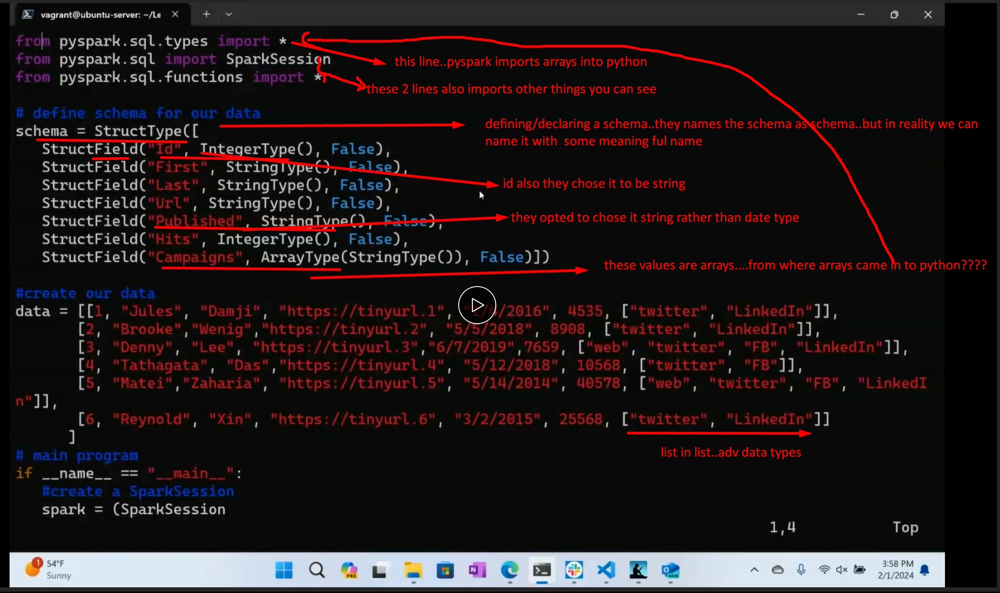 vagrant@ubuntu-server: ~/Le
from pyspark.sql.types import *
from pyspark.sql import SparkSession
this line..pyspark imports arrays into python
from pyspark.sql.functions import *
these 2 lines also imports other things you can see
# define schema for our data
schema = StructType([
defining/declaring a schema..they names the schema as schema..but in reality we can
name it with some meaning ful name
StructField("Id", IntegerType(), False),
StructField("First", StringType(), False),
StructField("Last", StringType(), False),
id also they chose it to be string
StructField("Url", StringType(), False),
StructField("Published", StringType(), False),
they opted to chose it string rather than date type
StructField("Hits", IntegerType(), False),
StructField("Campaigns", ArrayType(StringType()), False)])
these values are arrays....from where arrays came in to python????
#create our data
data = [[1, "Jules", "Damji", "https://tinyurl.1", "1/4/2016", 4535, ["twitter", "LinkedIn"]],
[2, "Brooke","Wenig","https://tinyurl.2", "5/5/2018", 8908, ["twitter", "LinkedIn"]],
[3, "Denny", "Lee", "https://tinyurl.3","6/7/2019",7659, ["web", "twitter", "FB", "LinkedIn"]],
[4, "Tathagata", "Das","https://tinyurl.4", "5/12/2018", 10568, ["twitter", "FB"]],
[5, "Matei","Zaharia", "https://tinyurl.5", "5/14/2014", 40578, ["web", "twitter", "FB", "LinkedI
n"]],
[6, "Reynold", "Xin", "https://tinyurl.6", "3/2/2015", 25568, ["twitter", "LinkedIn"]]
]
list in list..adv data types
# main program
if __name__ == "__main__":
#create a SparkSession
spark = (SparkSession
1,4 Top
1
54°F
Sunny
PRE
N
NEW
3:58 PM
2/1/2024